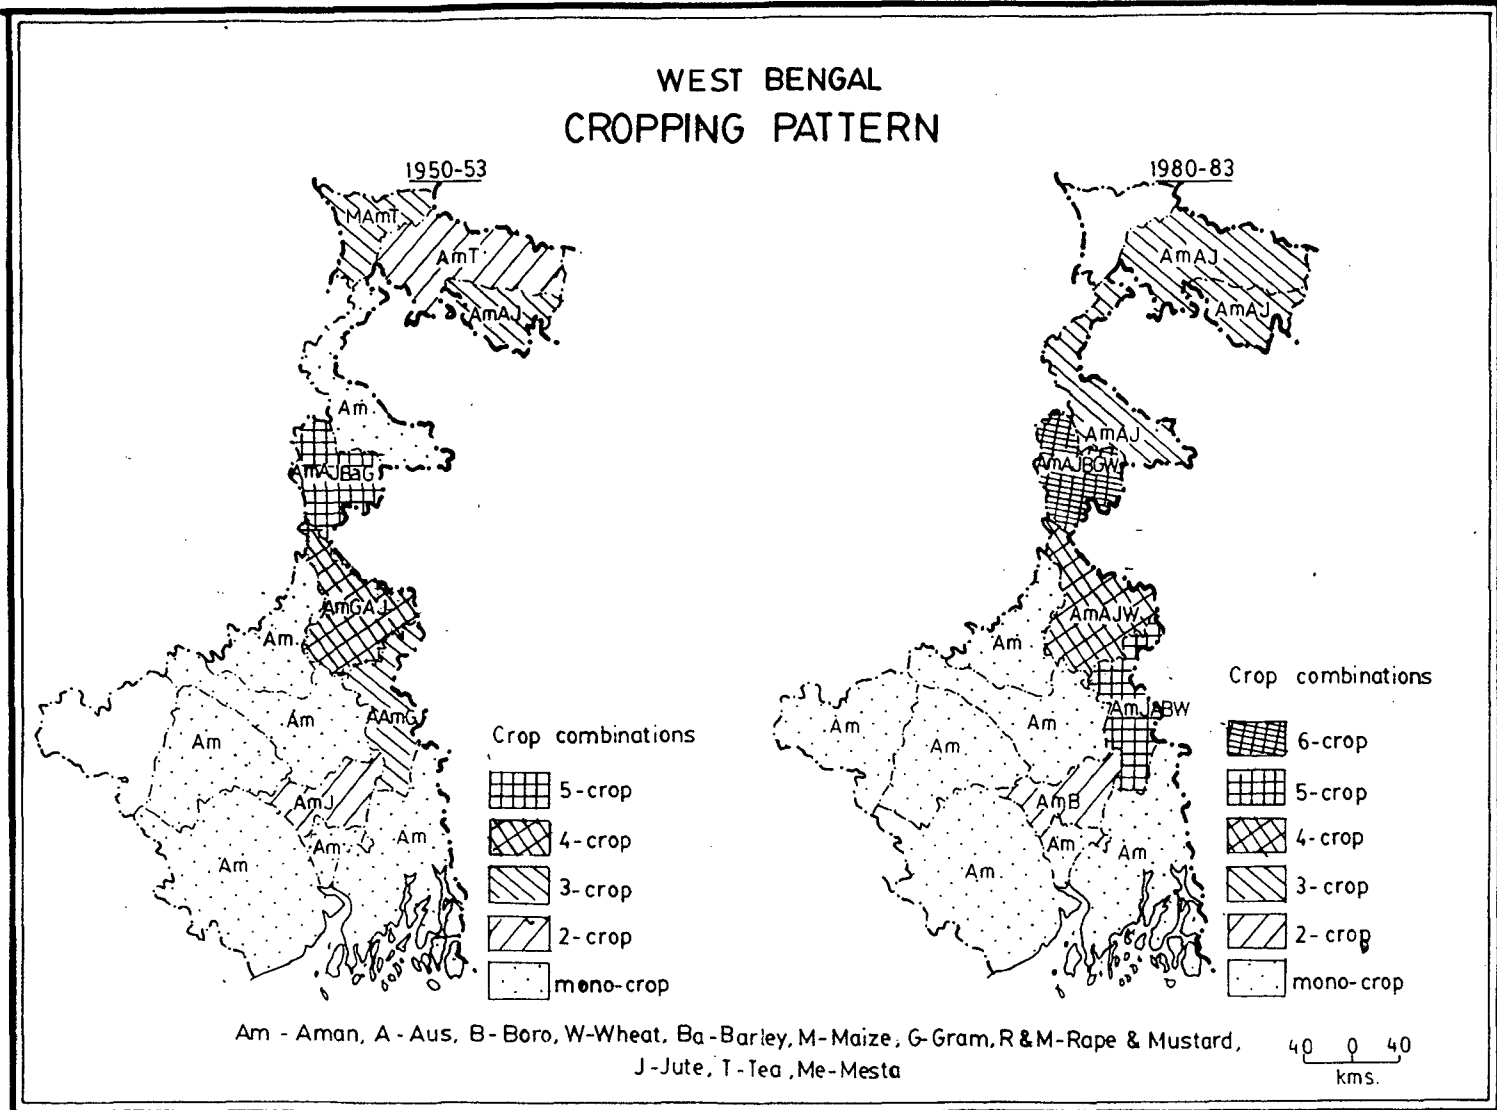 WEST BENGAL
CROPPING PATTERN
1950-53
MAmT
AmT
AmAJ
Am
AmAJBaG
AmGAJ
Am
AAmG
Am
Am
AmJ
Am
Am
Am
Crop combinations
5-crop
4-crop
3-crop
2-crop
mono-crop
1980-83
AmAJ
AmAJ
AmAJ
AmAJBGW
AmAJW
Am
AmJABW
Am
Am
Am
AmB
Am
Am
Am
Crop combinations
6-crop
5-crop
4-crop
3-crop
2-crop
mono-crop
Am - Aman, A - Aus, B - Boro, W-Wheat, Ba-Barley, M-Maize, G-Gram, R & M-Rape & Mustard,
J-Jute, T-Tea, Me-Mesta
40 0 40
kms.